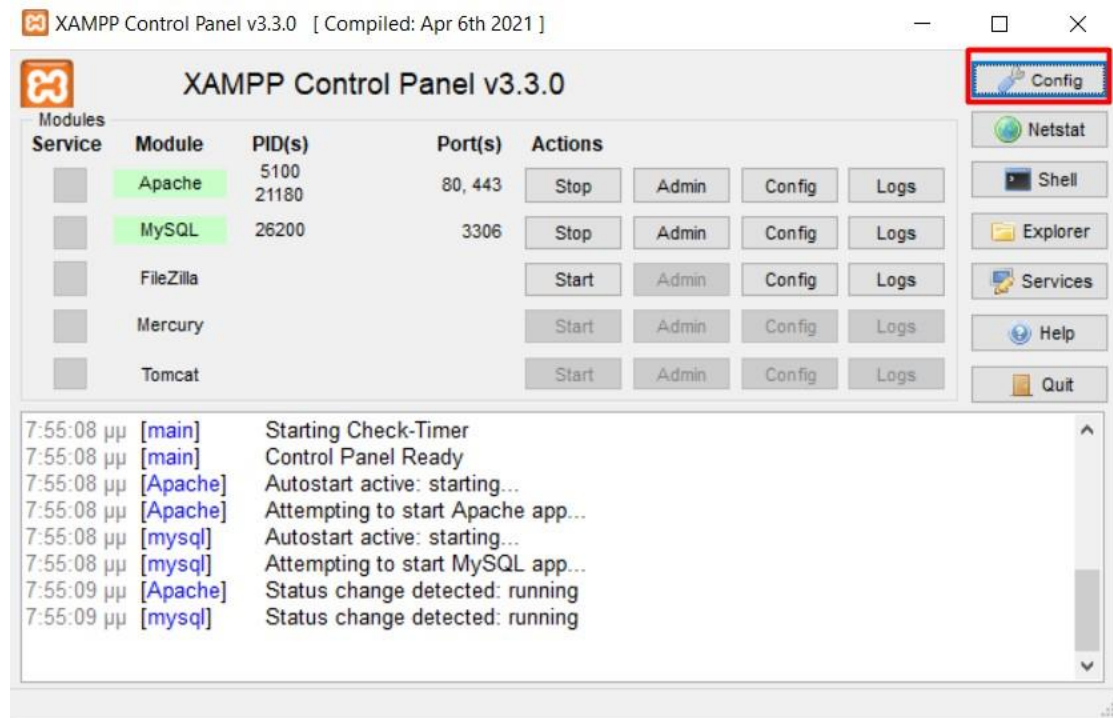 XAMPP Control Panel v3.3.0 [ Compiled: Apr 6th 2021 ]
XAMPP Control Panel v3.3.0
Config
Modules
Service Module PID(s) Port(s) Actions
Netstat
Apache 5100 21180 80, 443 Stop Admin Config Logs
Shell
MySQL 26200 3306 Stop Admin Config Logs
Explorer
FileZilla Start Admin Config Logs
Services
Mercury Start Admin Config Logs
Help
Tomcat Start Admin Config Logs
Quit
7:55:08 μμ [main] Starting Check-Timer
7:55:08 μμ [main] Control Panel Ready
7:55:08 μμ [Apache] Autostart active: starting...
7:55:08 μμ [Apache] Attempting to start Apache app...
7:55:08 μμ [mysql] Autostart active: starting...
7:55:08 μμ [mysql] Attempting to start MySQL app...
7:55:09 μμ [Apache] Status change detected: running
7:55:09 μμ [mysql] Status change detected: running